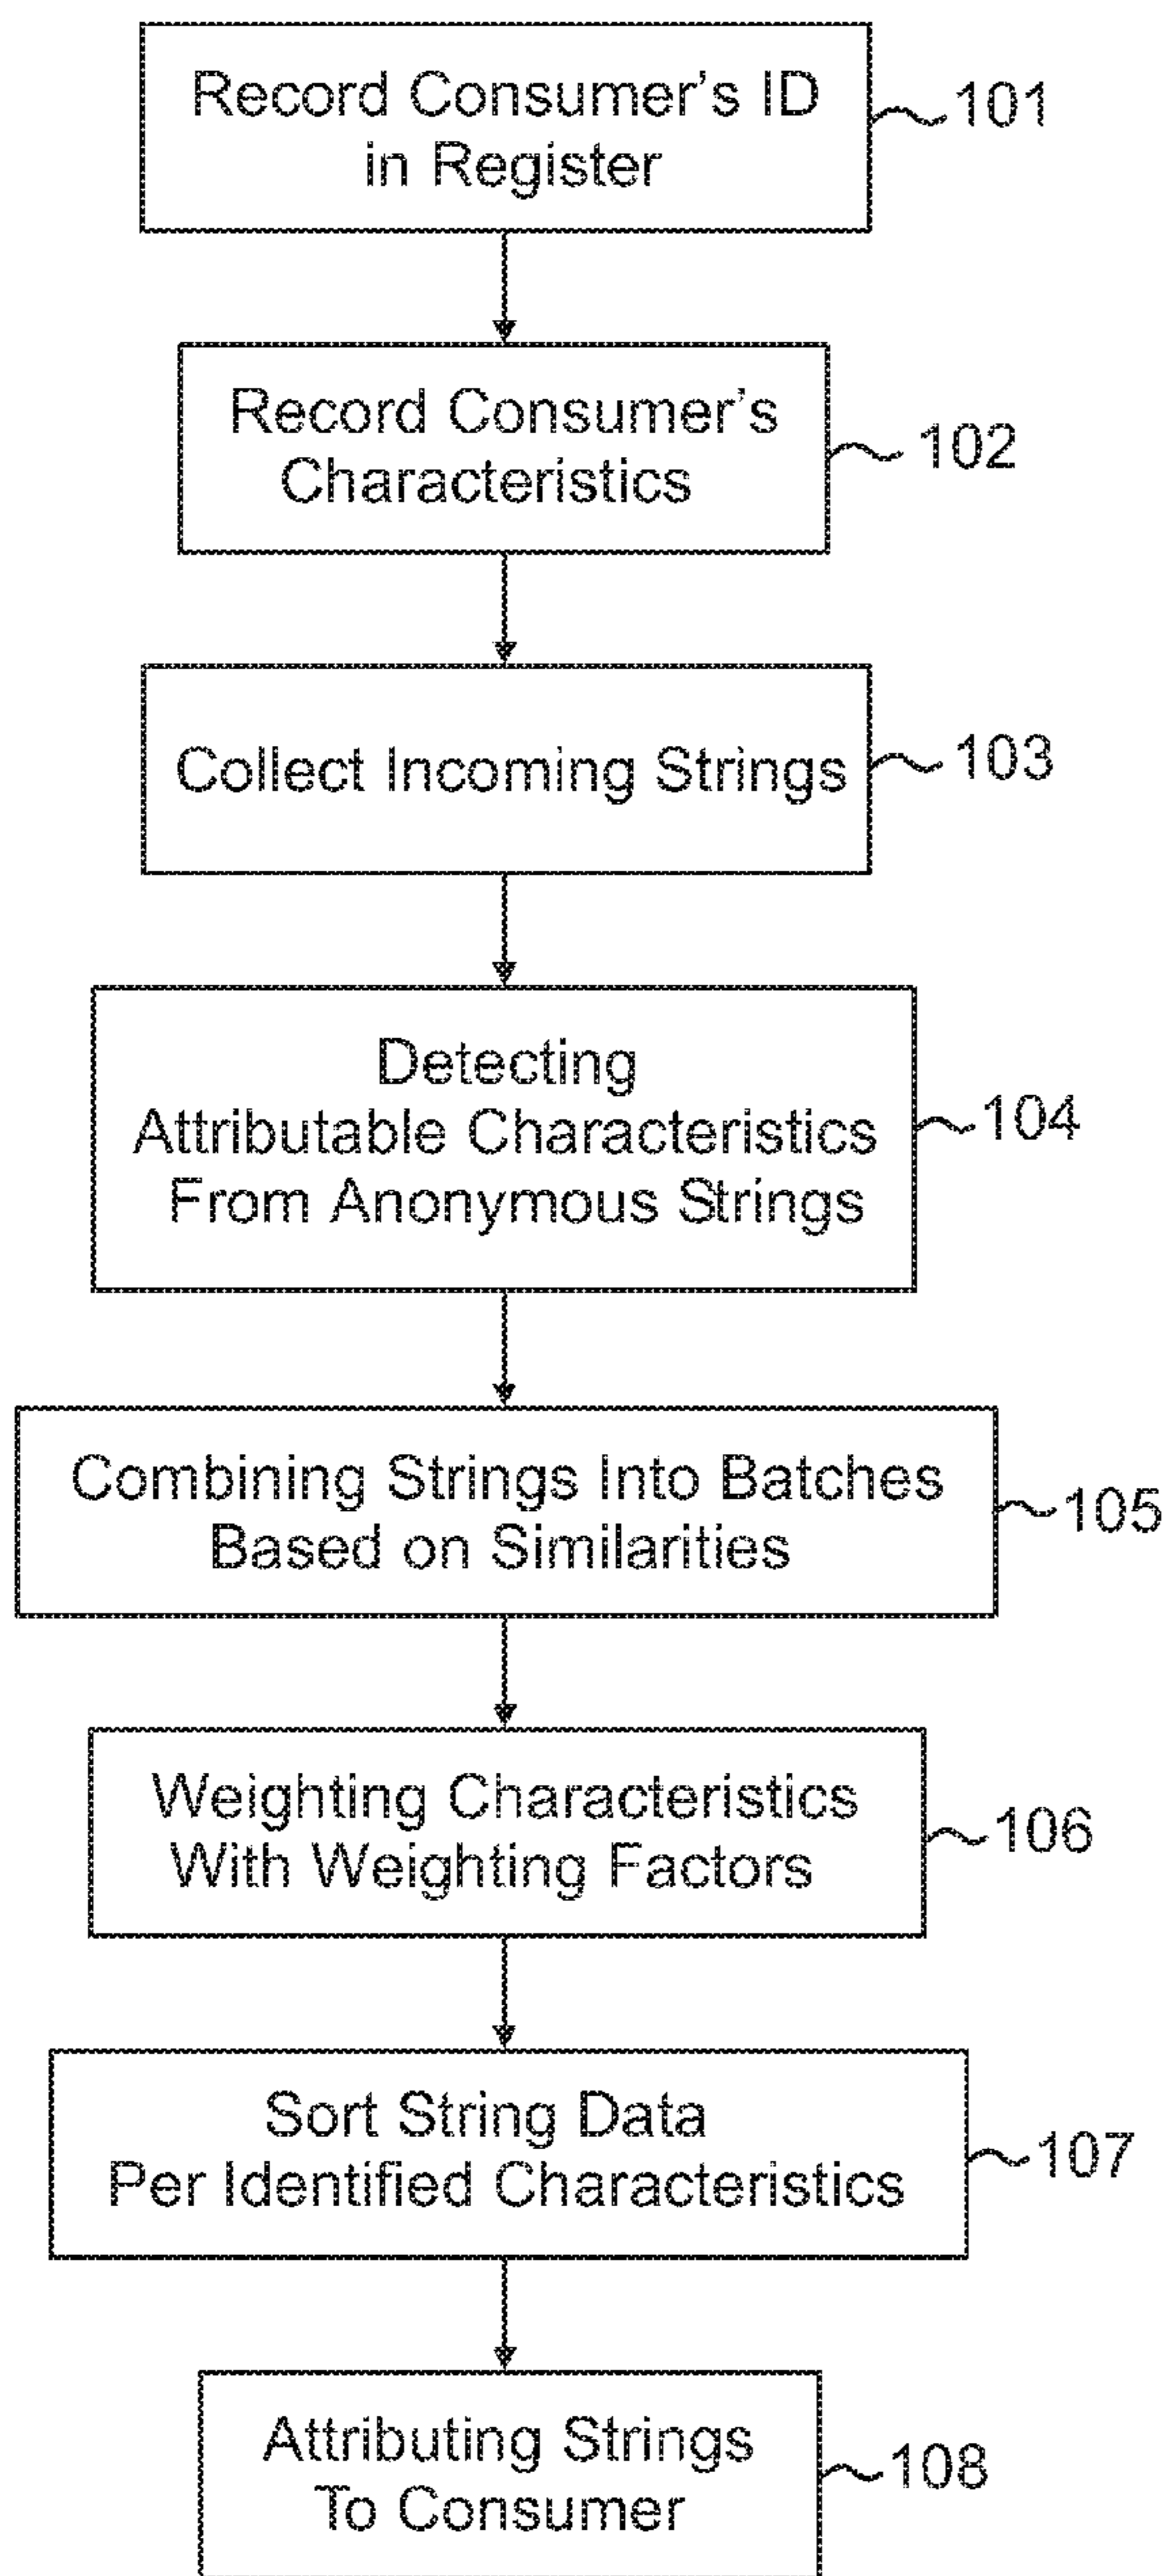 Record Consumer's ID
in Register
101
Record Consumer's
Characteristics
102
Collect Incoming Strings
103
Detecting
Attributable Characteristics
From Anonymous Strings
104
Combining Strings Into Batches
Based on Similarities
105
Weighting Characteristics
With Weighting Factors
106
Sort String Data
Per Identified Characteristics
107
Attributing Strings
To Consumer
108